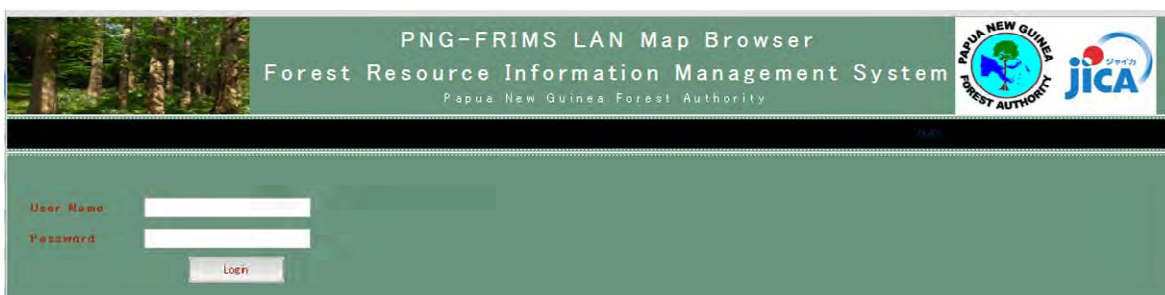 PNG-FRIMS LAN Map Browser
Forest Resource Information Management System
Papua New Guinea Forest Authority
PAPUA NEW GUINEA
FOREST AUTHORITY
ジャイカ
jICA
User Name
Password
Login